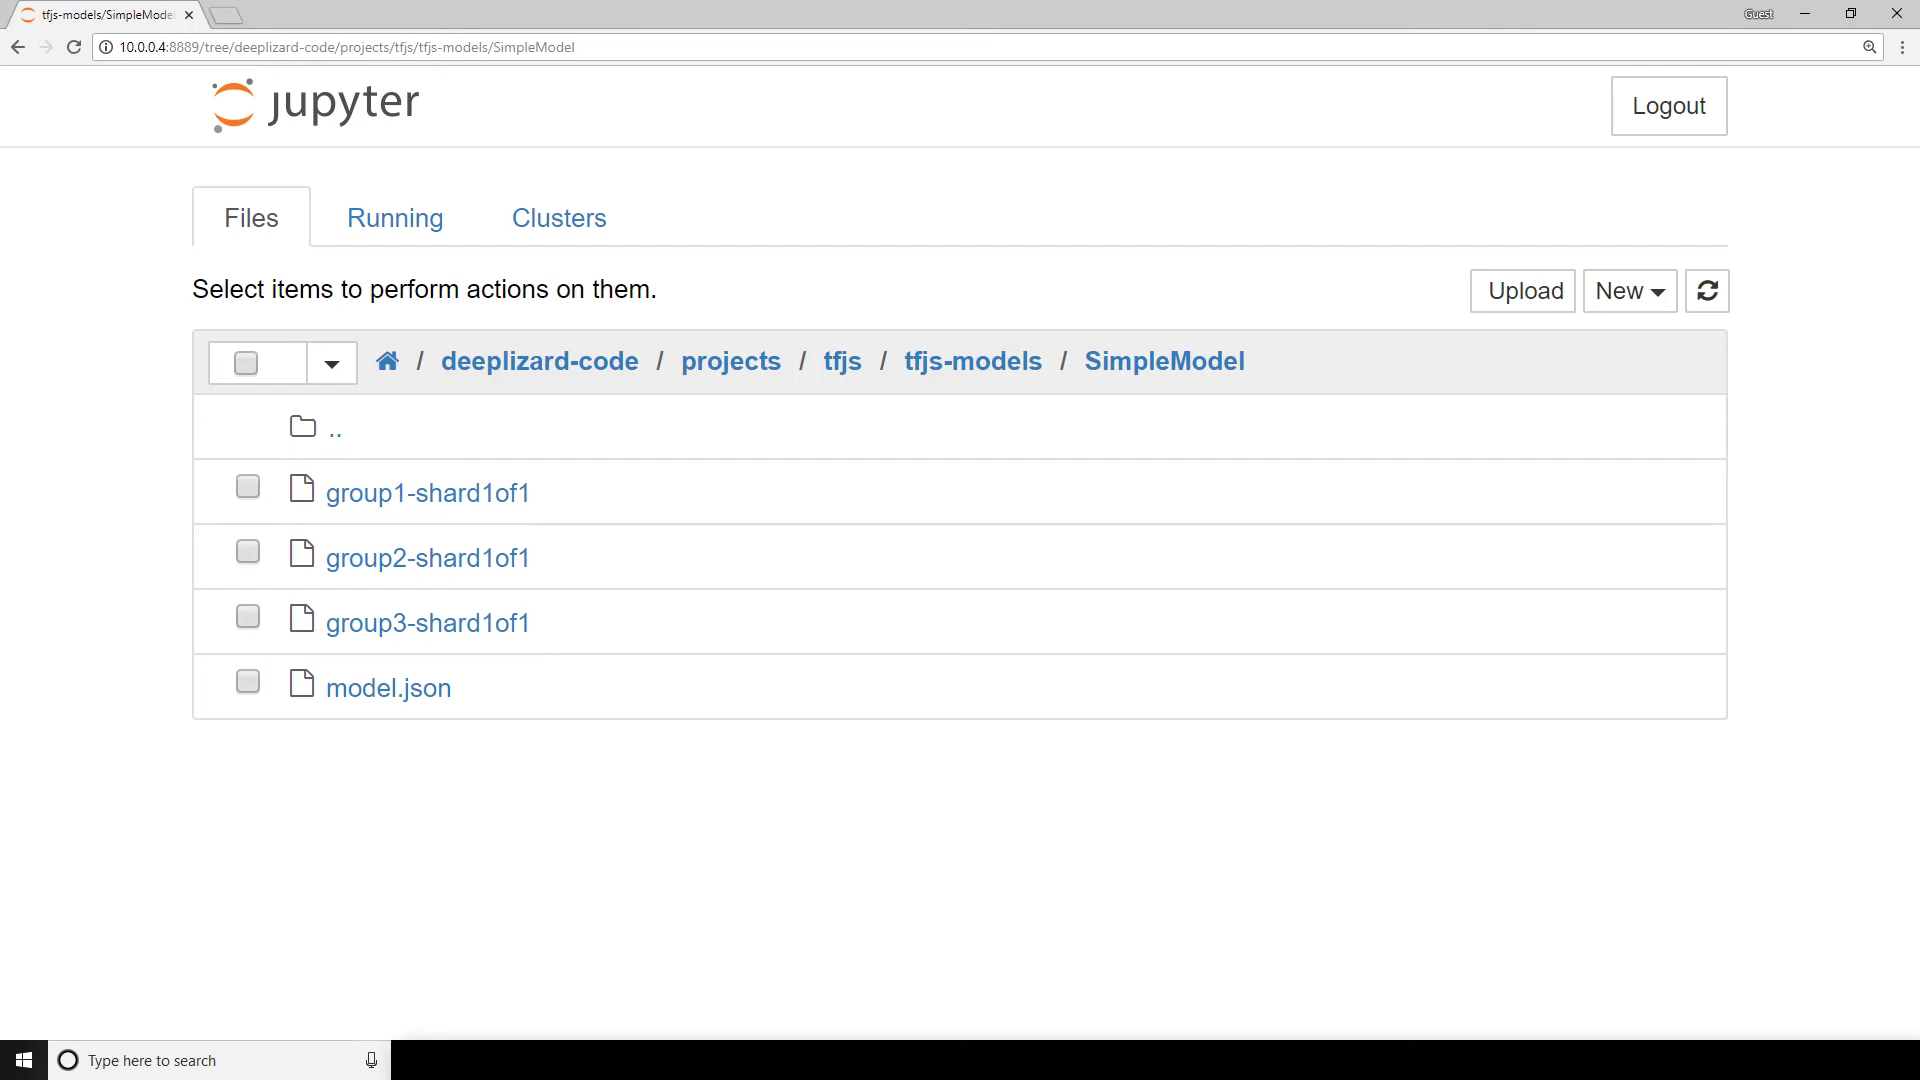 tfjs-models/SimpleMode
Guest
10.0.0.4:8889/tree/deeplizard-code/projects/tfjs/tfjs-models/SimpleModel
jupyter
Logout
Files
Running
Clusters
Select items to perform actions on them.
Upload
New
/ deeplizard-code / projects / tfjs / tfjs-models / SimpleModel
..
group1-shard1of1
group2-shard1of1
group3-shard1of1
model.json
Type here to search